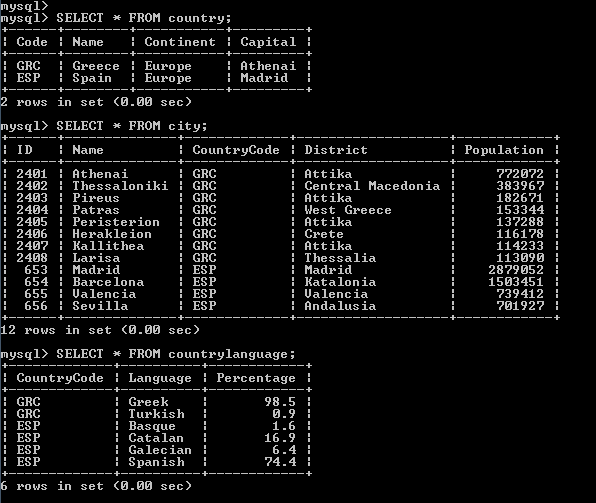 mysql>
mysql> SELECT * FROM country;
| Code | Name | Continent | Capital |
| GRC | Greece | Europe | Athenai |
| ESP | Spain | Europe | Madrid |
2 rows in set (0.00 sec)
mysql> SELECT * FROM city;
| ID | Name | CountryCode | District | Population |
| 2401 | Athenai | GRC | Attika | 772072 |
| 2402 | Thessaloniki | GRC | Central Macedonia | 383967 |
| 2403 | Pireus | GRC | Attika | 182671 |
| 2404 | Patras | GRC | West Greece | 153344 |
| 2405 | Peristerion | GRC | Attika | 137288 |
| 2406 | Herakleion | GRC | Crete | 116178 |
| 2407 | Kallithea | GRC | Attika | 114233 |
| 2408 | Larisa | GRC | Thessalia | 113090 |
| 653 | Madrid | ESP | Madrid | 2879052 |
| 654 | Barcelona | ESP | Katalonia | 1503451 |
| 655 | Valencia | ESP | Valencia | 739412 |
| 656 | Sevilla | ESP | Andalusia | 701927 |
12 rows in set (0.00 sec)
mysql> SELECT * FROM countrylanguage;
| CountryCode | Language | Percentage |
| GRC | Greek | 98.5 |
| GRC | Turkish | 0.9 |
| ESP | Basque | 1.6 |
| ESP | Catalan | 16.9 |
| ESP | Galecian | 6.4 |
| ESP | Spanish | 74.4 |
6 rows in set (0.00 sec)